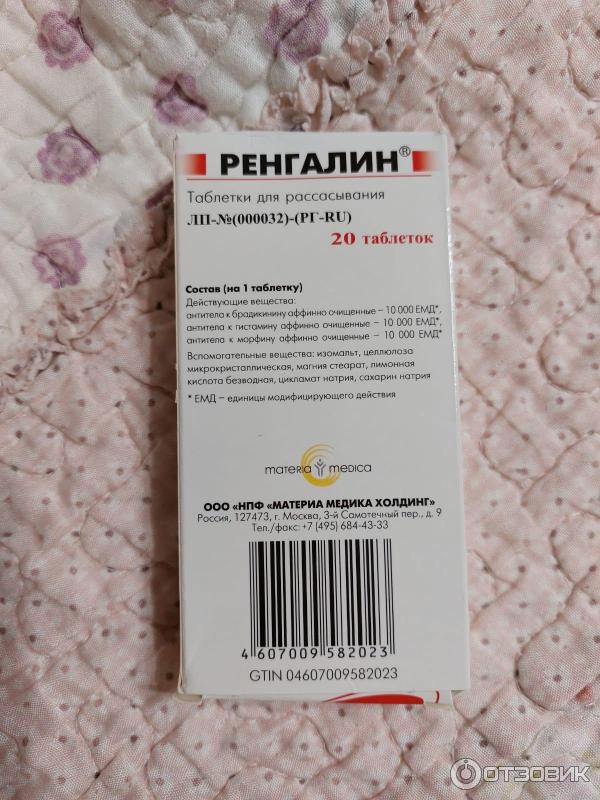 РЕНГАЛИН®
Таблетки для рассасывания
ЛП-№(000032)-(РГ-RU)
20 таблеток
Состав (на 1 таблетку)
Действующие вещества:
антитела к брадикинину аффинно очищенные – 10 000 ЕМД*,
антитела к гистамину аффинно очищенные – 10 000 ЕМД*,
антитела к морфину аффинно очищенные – 10 000 ЕМД*
Вспомогательные вещества: изомальт, целлюлоза
микрокристаллическая, магния стеарат, лимонная
кислота безводная, цикламат натрия, сахарин натрия
* ЕМД – единицы модифицирующего действия
materia medica
ООО «НПФ «МАТЕРИА МЕДИКА ХОЛДИНГ»
Россия, 127473, г. Москва, 3-й Самотечный пер., д. 9
Тел./факс: +7 (495) 684-43-33
4607009582023
GTIN 04607009582023
ОТЗОВИК